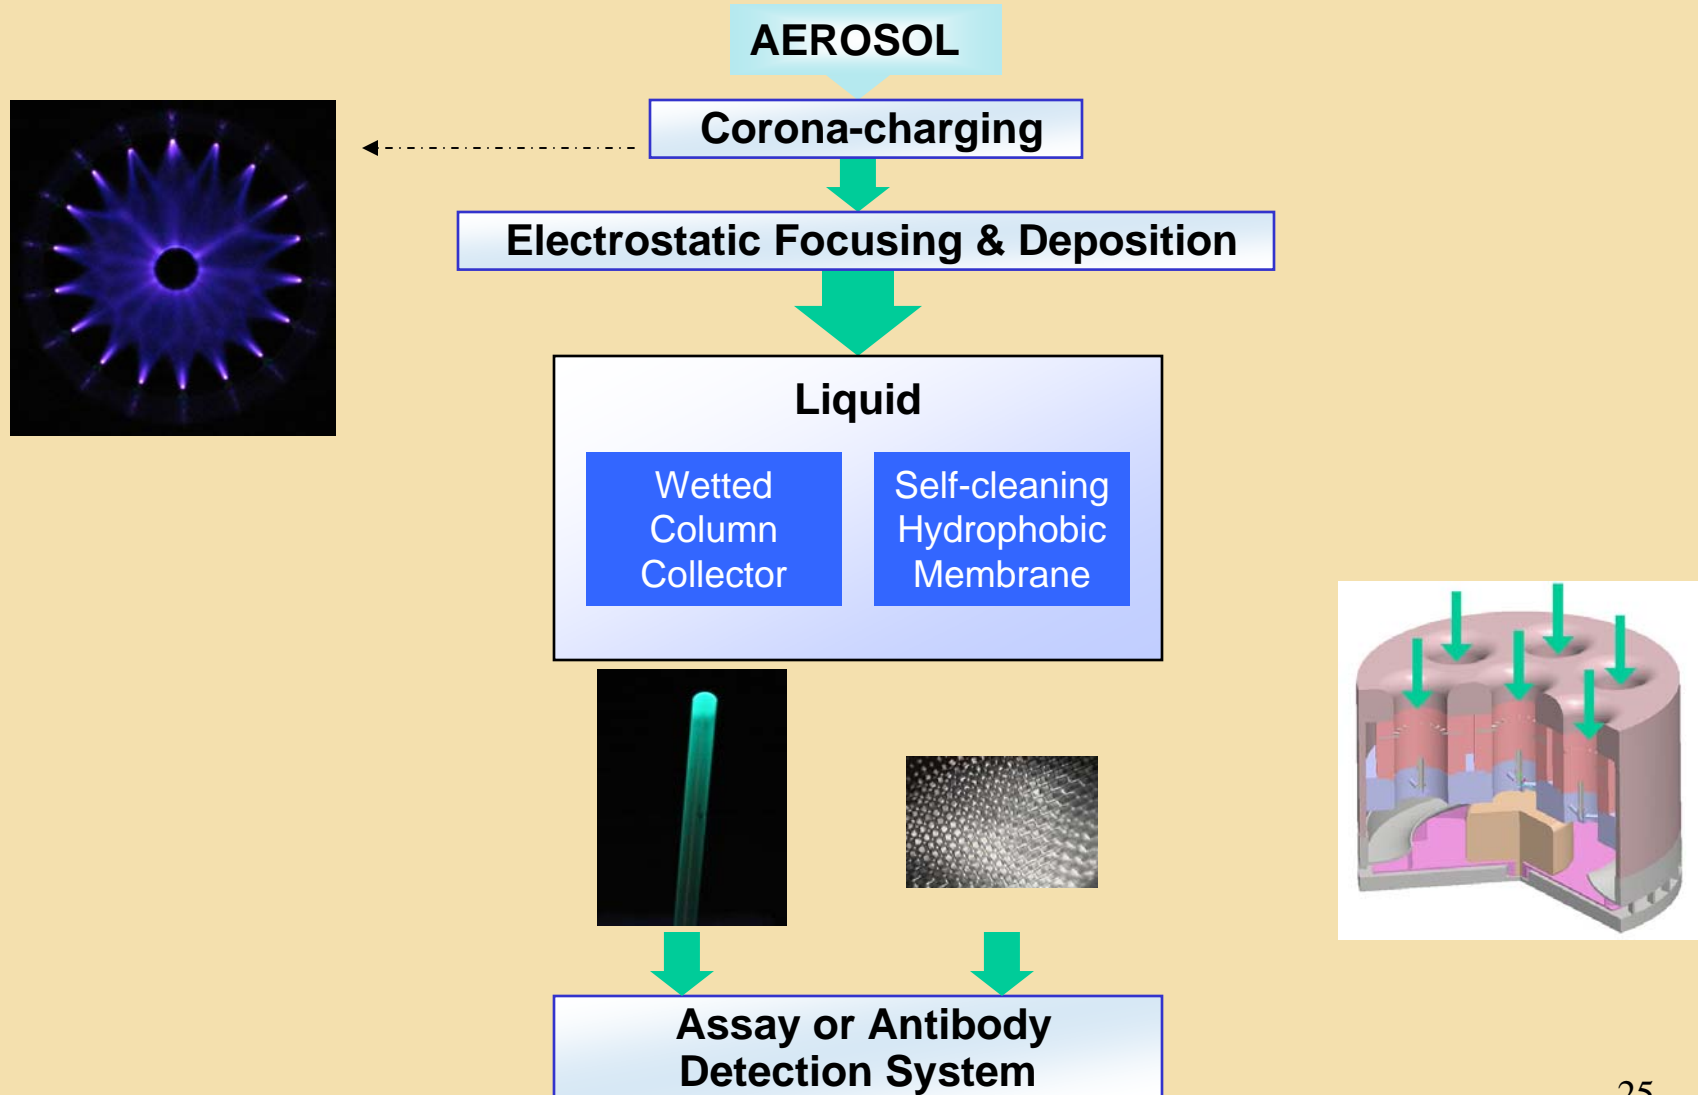 AEROSOL
Corona-charging
Electrostatic Focusing & Deposition
Liquid
Wetted
Column
Collector
Self-cleaning
Hydrophobic
Membrane
Assay or Antibody
Detection System
25